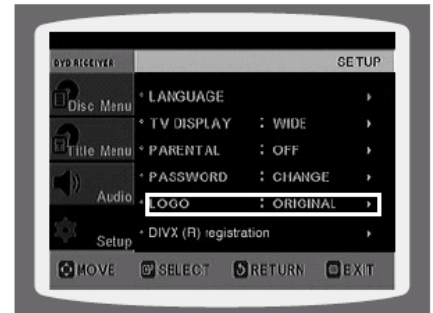 DVD RECEIVER SETUP
Disc Menu
LANGUAGE
TV DISPLAY : WIDE
Title Menu
PARENTAL : OFF
PASSWORD : CHANGE
Audio
LOGO : ORIGINAL
Setup
DIVX (R) registration
MOVE SELECT RETURN EXIT